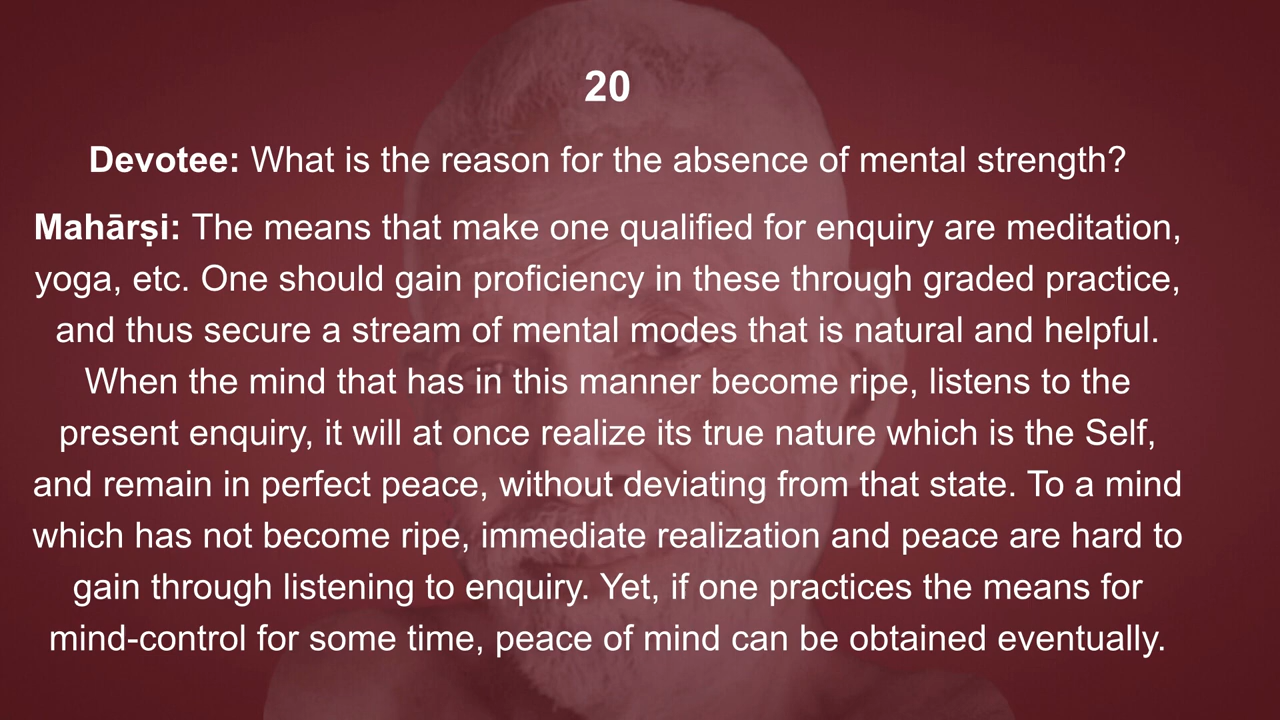 20
Devotee: What is the reason for the absence of mental strength?
Mahārṣi: The means that make one qualified for enquiry are meditation,
yoga, etc. One should gain proficiency in these through graded practice,
and thus secure a stream of mental modes that is natural and helpful.
When the mind that has in this manner become ripe, listens to the
present enquiry, it will at once realize its true nature which is the Self,
and remain in perfect peace, without deviating from that state. To a mind
which has not become ripe, immediate realization and peace are hard to
gain through listening to enquiry. Yet, if one practices the means for
mind-control for some time, peace of mind can be obtained eventually.